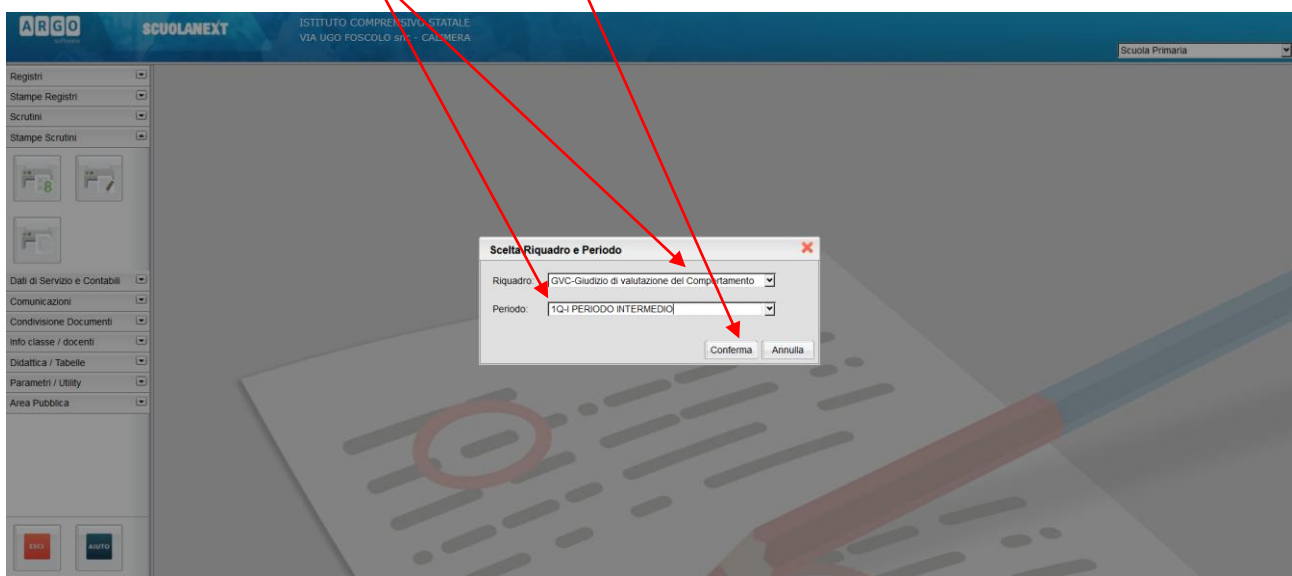 ARGO
software
SCUOLANEXT
ISTITUTO COMPRENSIVO STATALE
VIA UGO FOSCOLO snc - CALIMERA
Scuola Primaria
Registri
Stampe Registri
Scrutini
Stampe Scrutini
8
Scelta Riquadro e Periodo
Riquadro: GVC-Giudizio di valutazione del Comportamento
Periodo: 1Q-I PERIODO INTERMEDIO
Conferma Annulla
Dati di Servizio e Contabili
Comunicazioni
Condivisione Documenti
Info classe / docenti
Didattica / Tabelle
Parametri / Utility
Area Pubblica
ESCI
AIUTO